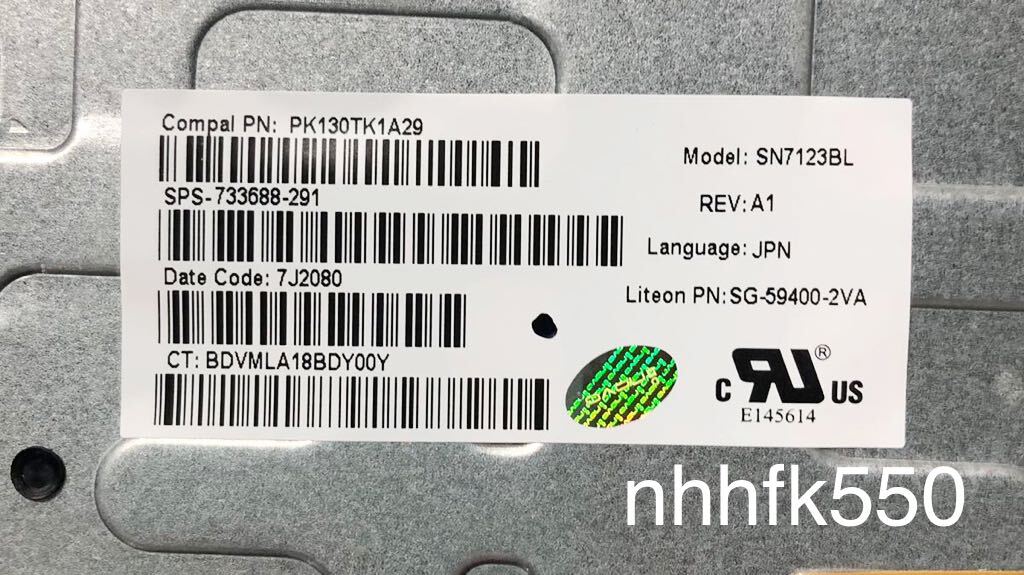 Compal PN: PK130TK1A29
SPS-733688-291
Date Code: 7J2080
CT: BDVMLA18BDY00Y
Model: SN7123BL
REV: A1
Language: JPN
Liteon PN: SG-59400-2VA
C RU® US
E145614
nhhfk550